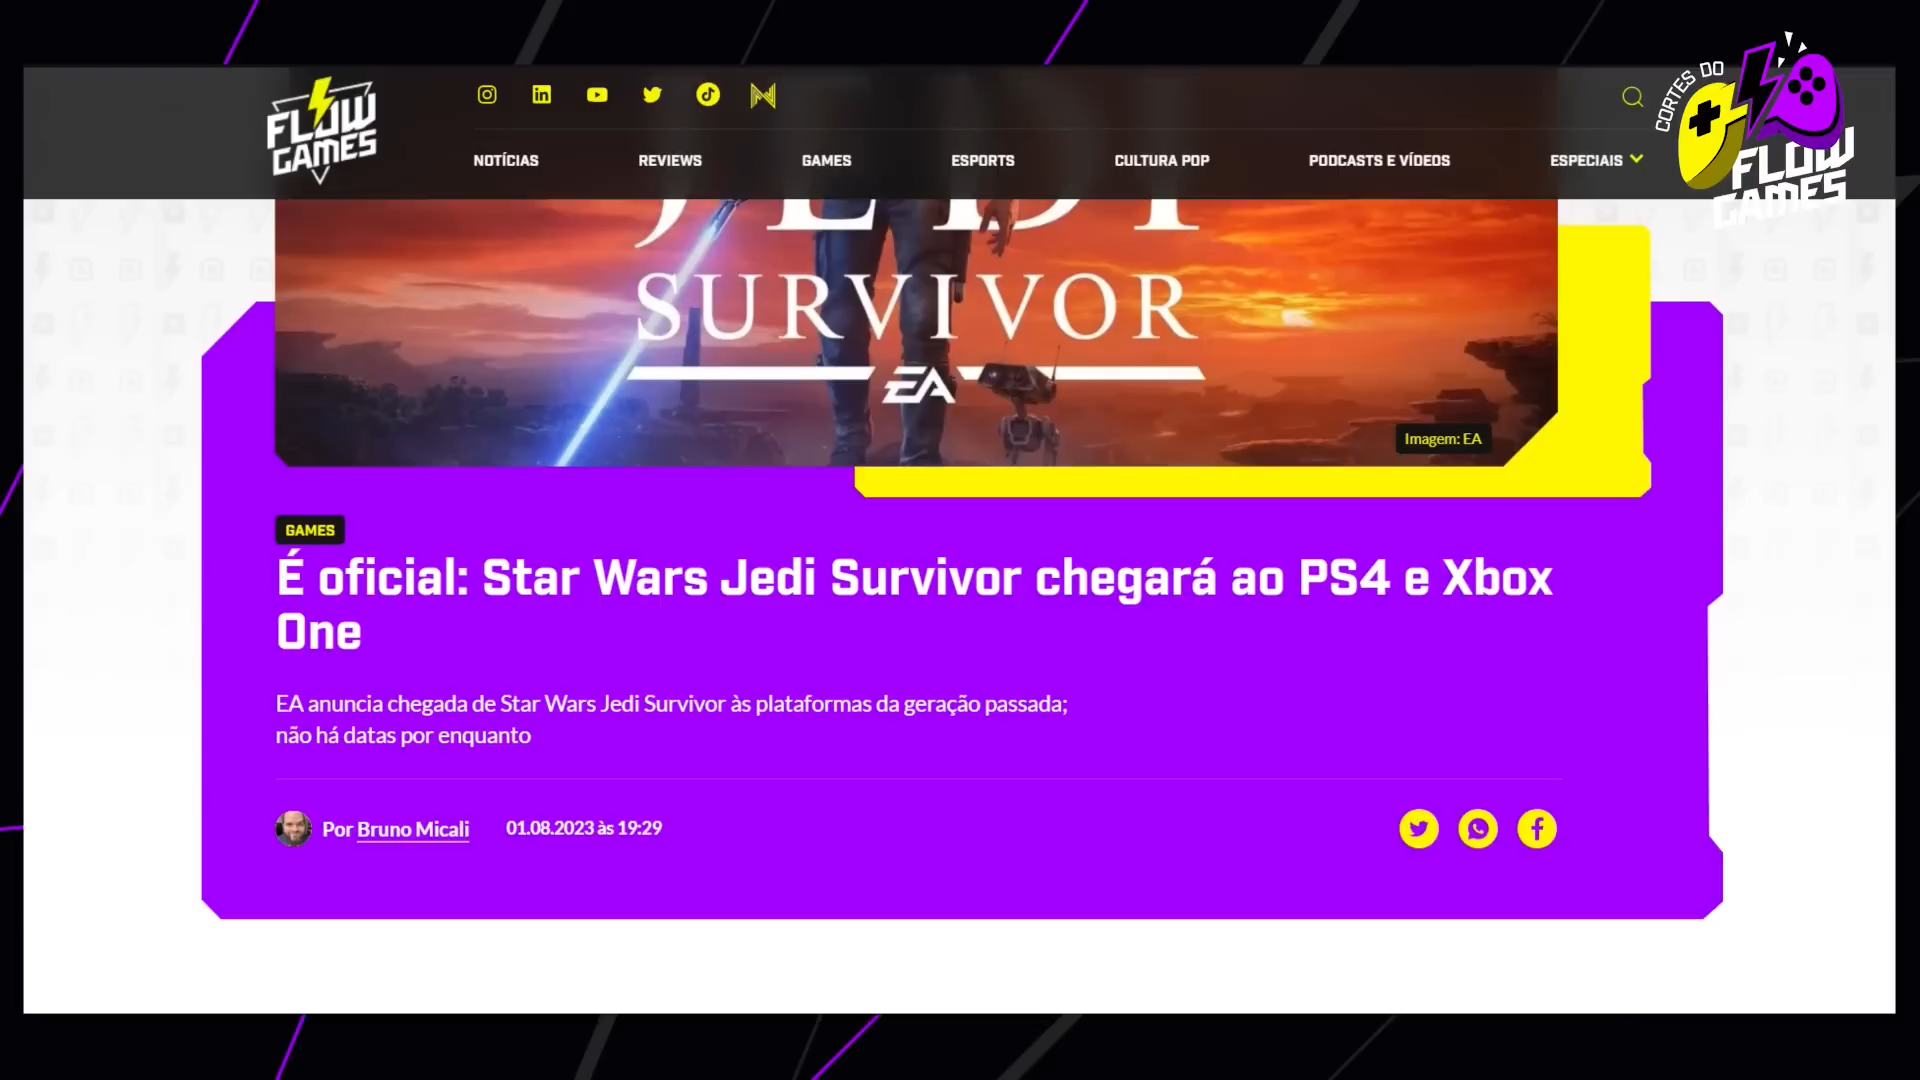 CORTES DO
FLOW
GAMES
FLOW
GAMES
NOTÍCIAS
REVIEWS
GAMES
ESPORTS
CULTURA POP
PODCASTS E VÍDEOS
ESPECIAIS
JEDI
SURVIVOR
EA
Imagem: EA
GAMES
É oficial: Star Wars Jedi Survivor chegará ao PS4 e Xbox
One
EA anuncia chegada de Star Wars Jedi Survivor às plataformas da geração passada;
não há datas por enquanto
Por Bruno Micali
01.08.2023 às 19:29